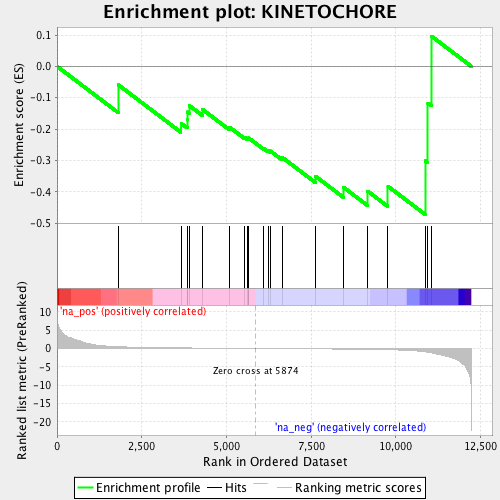 Enrichment plot: KINETOCHORE
Enrichment score (ES)
0.1
0.0
-0.1
-0.2
-0.3
-0.4
-0.5
'na_pos' (positively correlated)
Ranked list metric (PreRanked)
10
5
0
-5
-10
-15
-20
Zero cross at 5874
'na_neg' (negatively correlated)
0
2,500
5,000
7,500
10,000
12,500
Rank in Ordered Dataset
Enrichment profile
Hits
Ranking metric scores